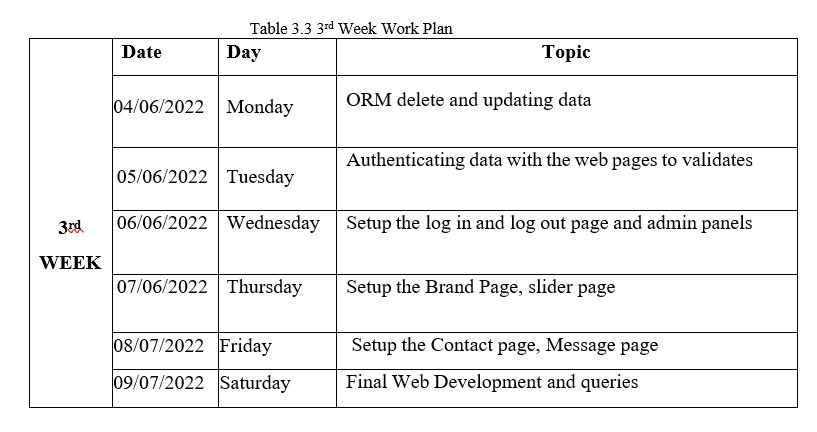 Table 3.3 3rd Week Work Plan
Date Day Topic
04/06/2022 Monday ORM delete and updating data
05/06/2022 Tuesday Authenticating data with the web pages to validates
3rd
WEEK
06/06/2022 Wednesday Setup the log in and log out page and admin panels
07/06/2022 Thursday Setup the Brand Page, slider page
08/07/2022 Friday Setup the Contact page, Message page
09/07/2022 Saturday Final Web Development and queries